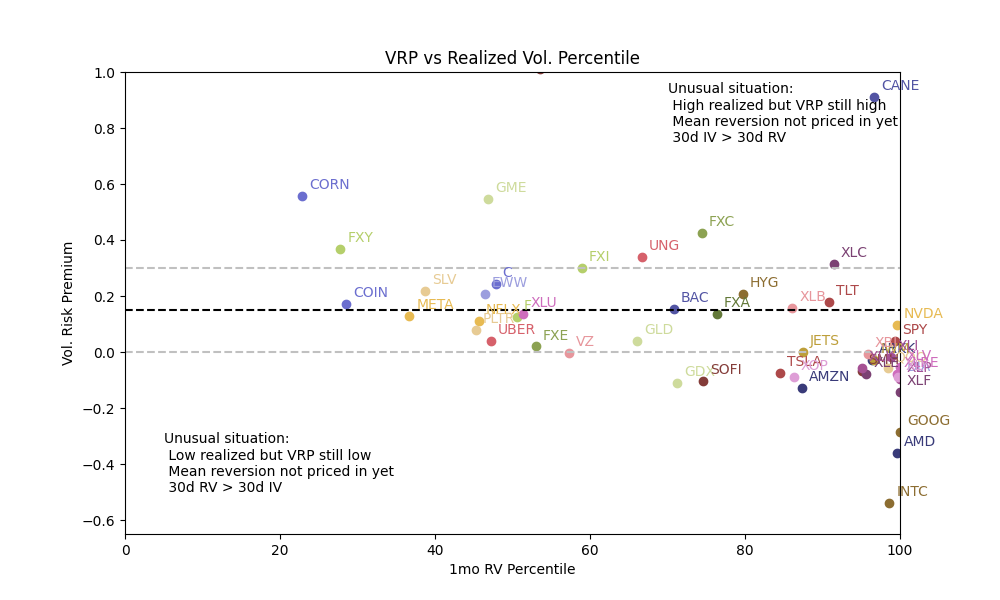 VRP vs Realized Vol. Percentile
Vol. Risk Premium
1.0
0.8
0.6
0.4
0.2
0.0
−0.2
−0.4
−0.6
Unusual situation:
High realized but VRP still high
Mean reversion not priced in yet
30d IV > 30d RV
CANE
CORN
GME
FXY
FXC
UNG
FXI
XLC
SLV
C
EWW
HYG
TLT
COIN
META
BAC
FXA
XLB
XLU
NFLX
PLTR
NVDA
UBER
SPY
FXE
VZ
GLD
JETS
GDX
SOFI
TSLA
XOP
AMZN
XLF
GOOG
AMD
INTC
Unusual situation:
Low realized but VRP still low
Mean reversion not priced in yet
30d RV > 30d IV
0
20
40
60
80
100
1mo RV Percentile